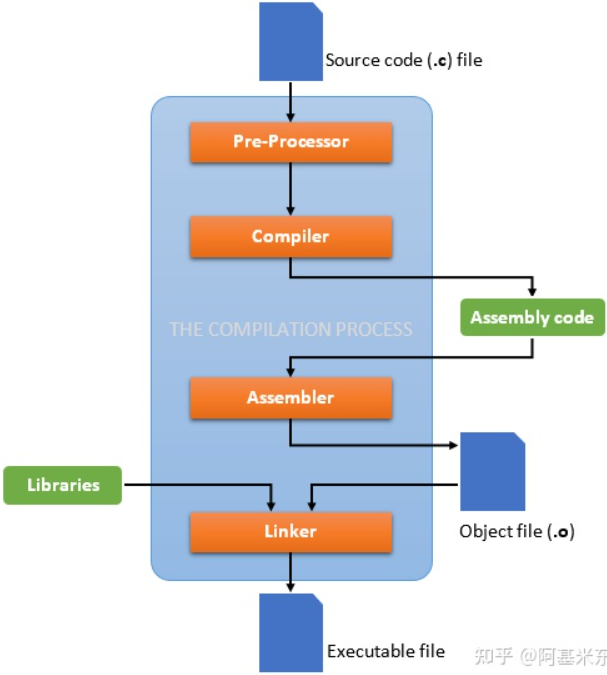 Source code (.c) file
Pre-Processor
Compiler
Assembly code
THE COMPILATION PROCESS
Assembler
Libraries
Linker
Object file (.o)
Executable file
知乎 @阿基米东